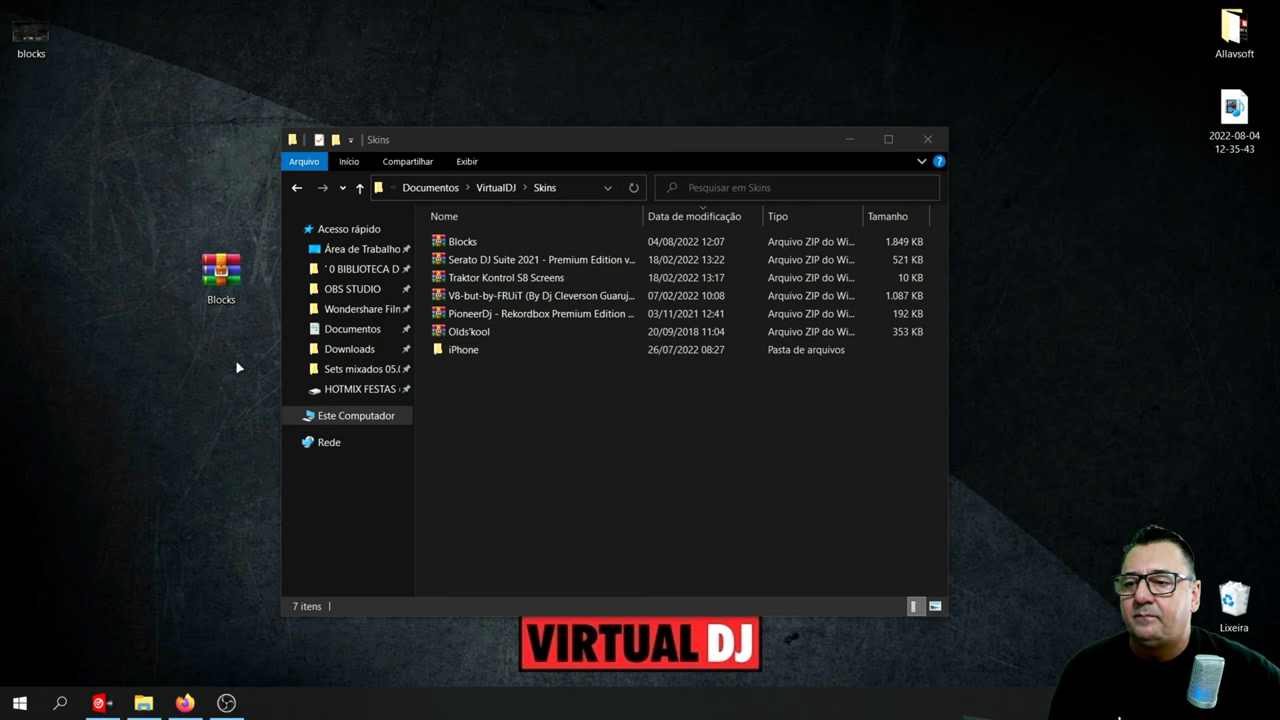 blocks
Allavsoft
2022-08-04
12-35-43
Blocks
Skins
Arquivo Início Compartilhar Exibir
Documentos VirtualDJ Skins
Pesquisar em Skins
Acesso rápido
Área de Trabalho
' 0 BIBLIOTECA D
OBS STUDIO
Wondershare Filn
Documentos
Downloads
Sets mixados 05.
HOTMIX FESTAS
Este Computador
Rede
Nome Data de modificação Tipo Tamanho
Blocks 04/08/2022 12:07 Arquivo ZIP do Wi... 1.849 KB
Serato DJ Suite 2021 - Premium Edition v... 18/02/2022 13:22 Arquivo ZIP do Wi... 521 KB
Traktor Kontrol S8 Screens 18/02/2022 13:17 Arquivo ZIP do Wi... 10 KB
V8-but-by-FRUiT (By Dj Cleverson Guaruj... 07/02/2022 10:08 Arquivo ZIP do Wi... 1.087 KB
PioneerDj - Rekordbox Premium Edition ... 03/11/2021 12:41 Arquivo ZIP do Wi... 192 KB
Olds'kool 20/09/2018 11:04 Arquivo ZIP do Wi... 353 KB
iPhone 26/07/2022 08:27 Pasta de arquivos
7 itens
VIRTUAL DJ
Lixeira